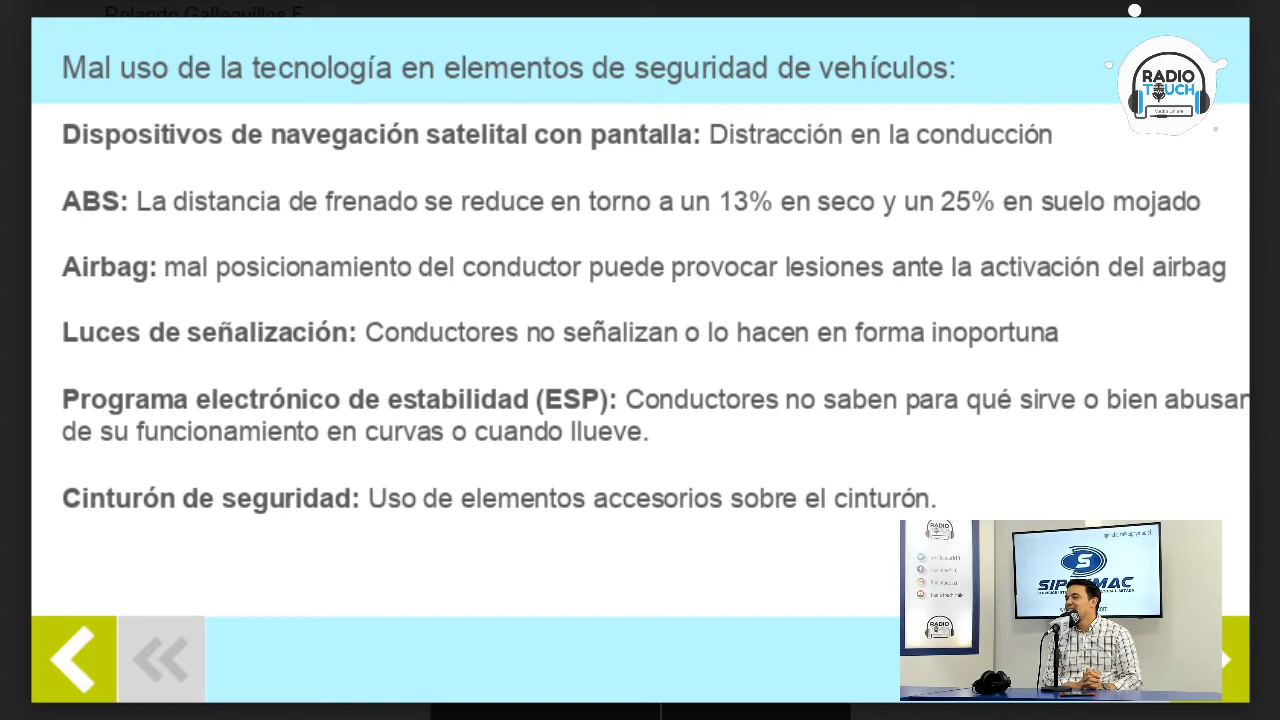 Rolando Galleguillos F.
Mal uso de la tecnología en elementos de seguridad de vehículos:
RADIO
TOUCH
Dispositivos de navegación satelital con pantalla: Distracción en la conducción
ABS: La distancia de frenado se reduce en torno a un 13% en seco y un 25% en suelo mojado
Airbag: mal posicionamiento del conductor puede provocar lesiones ante la activación del airbag
Luces de señalización: Conductores no señalizan o lo hacen en forma inoportuna
Programa electrónico de estabilidad (ESP): Conductores no saben para qué sirve o bien abusan
de su funcionamiento en curvas o cuando llueve.
Cinturón de seguridad: Uso de elementos accesorios sobre el cinturón.
RADIO
RADIO